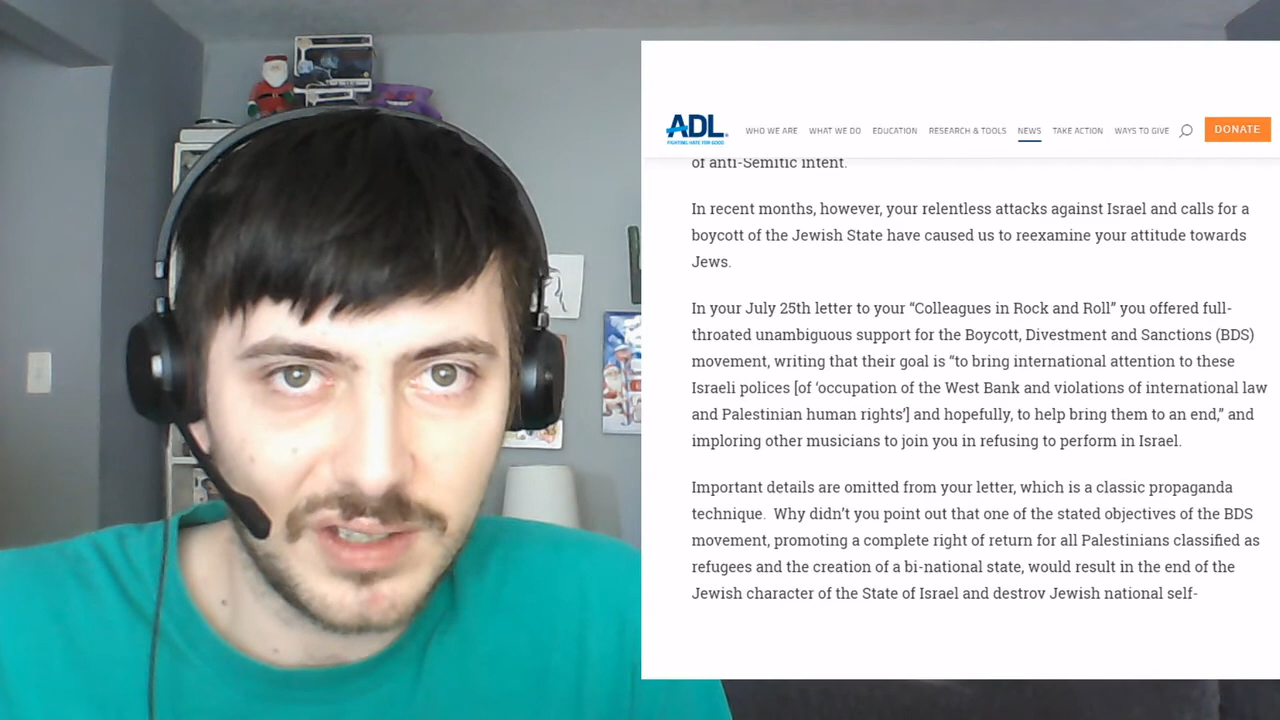 ADL
FIGHTING HATE FOR GOOD
WHO WE ARE WHAT WE DO EDUCATION RESEARCH & TOOLS NEWS TAKE ACTION WAYS TO GIVE DONATE
of anti-Semitic intent.
In recent months, however, your relentless attacks against Israel and calls for a
boycott of the Jewish State have caused us to reexamine your attitude towards
Jews.
In your July 25th letter to your “Colleagues in Rock and Roll” you offered full-
throated unambiguous support for the Boycott, Divestment and Sanctions (BDS)
movement, writing that their goal is “to bring international attention to these
Israeli polices [of ‘occupation of the West Bank and violations of international law
and Palestinian human rights’] and hopefully, to help bring them to an end,” and
imploring other musicians to join you in refusing to perform in Israel.
Important details are omitted from your letter, which is a classic propaganda
technique.  Why didn’t you point out that one of the stated objectives of the BDS
movement, promoting a complete right of return for all Palestinians classified as
refugees and the creation of a bi-national state, would result in the end of the
Jewish character of the State of Israel and destroy Jewish national self-